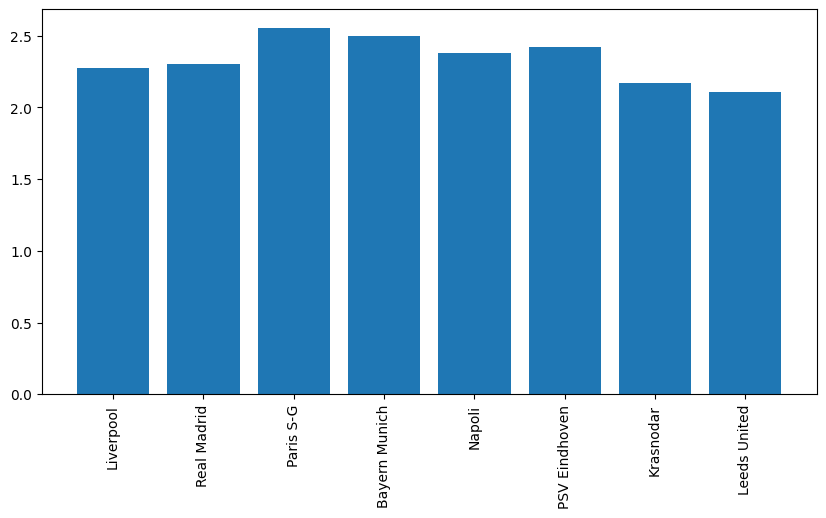 2.5
2.0
1.5
1.0
0.5
0.0
Liverpool
Real Madrid
Paris S-G
Bayern Munich
Napoli
PSV Eindhoven
Krasnodar
Leeds United